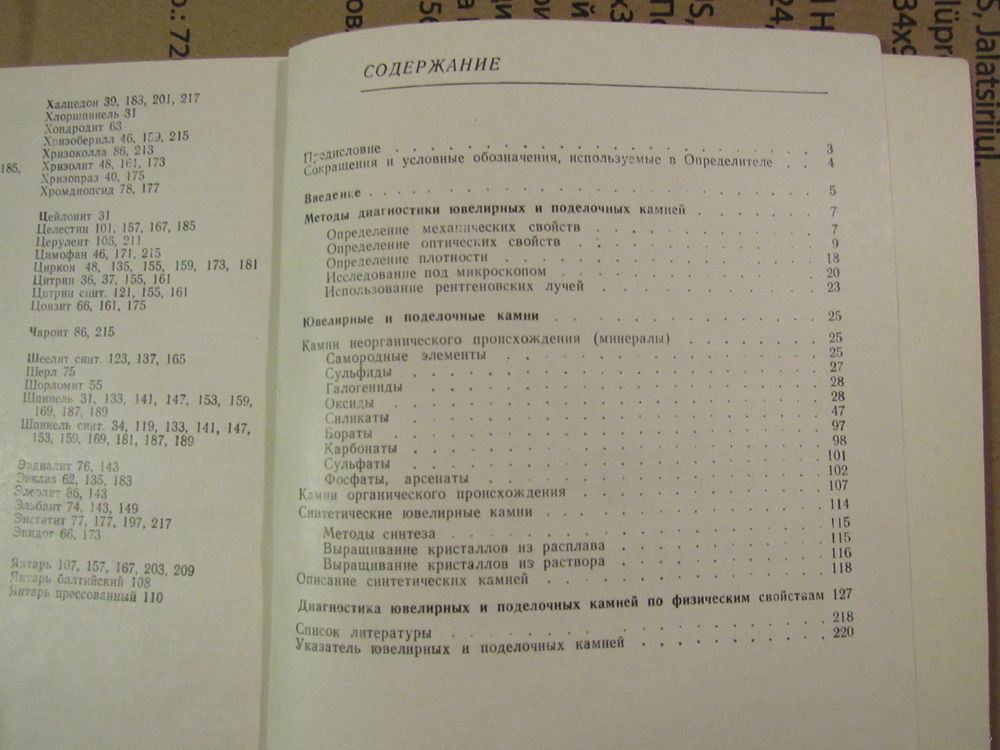 185,
Халцедон 39, 183, 201, 217
Хлоршпинель 31
Хондродит 63
Хризоберилл 46, 159, 215
Хризоколла 86, 213
Хризолит 48, 161, 173
Хризопраз 40, 175
Хромдиопсид 78, 177
Цейлонит 31
Целестин 101, 157, 167, 185
Церулеит 106, 211
Цимофан 46, 171, 215
Циркон 48, 135, 155, 159, 173, 181
Цитрин 36, 37, 155, 161
Цитрин синт. 121, 155, 161
Цоизит 66, 161, 175
Чароит 86, 215
Шеелит синт. 123, 137, 165
Шерл 75
Шорломит 55
Шпинель 31, 133, 141, 147, 153, 159,
169, 187, 189
Шпинель синт. 34, 119, 133, 141, 147,
153, 159, 169, 181, 187, 189
Эвдиалит 76, 143
Эвклаз 62, 135, 183
Элеолит 86, 143
Эльбаит 74, 143, 149
Энстатит 77, 177, 197, 217
Эпидот 66, 173
Янтарь 107, 157, 167, 203, 209
Янтарь балтийский 108
Янтарь прессованный 110
СОДЕРЖАНИЕ
Предисловие . . . . . . . . . . . . . . . . 3
Сокращения и условные обозначения, используемые в Определителе . . 4
Введение . . . . . . . . . . . . . . . . 5
Методы диагностики ювелирных и поделочных камней . . . . . . 7
Определение механических свойств . . . . . . . . . 7
Определение оптических свойств . . . . . . . . . 9
Определение плотности . . . . . . . . . . . . 18
Исследование под микроскопом . . . . . . . . . . 20
Использование рентгеновских лучей . . . . . . . . . 23
Ювелирные и поделочные камни . . . . . . . . . . 25
Камни неорганического происхождения (минералы) . . . . . . 25
Самородные элементы . . . . . . . . . . . . 25
Сульфиды . . . . . . . . . . . . . . . 27
Галогениды . . . . . . . . . . . . . . . 28
Оксиды . . . . . . . . . . . . . . . . 28
Силикаты . . . . . . . . . . . . . . . 47
Бораты . . . . . . . . . . . . . . . . 97
Карбонаты . . . . . . . . . . . . . . . 98
Сульфаты . . . . . . . . . . . . . . . 101
Фосфаты, арсенаты . . . . . . . . . . . . . 102
Камни органического происхождения . . . . . . . . . 107
Синтетические ювелирные камни . . . . . . . . . . 114
Методы синтеза . . . . . . . . . . . . . . 115
Выращивание кристаллов из расплава . . . . . . . . 115
Выращивание кристаллов из раствора . . . . . . . . 116
Описание синтетических камней . . . . . . . . . . 118
Диагностика ювелирных и поделочных камней по физическим свойствам 127
Список литературы . . . . . . . . . . . . . . 218
Указатель ювелирных и поделочных камней . . . . . . . . 220